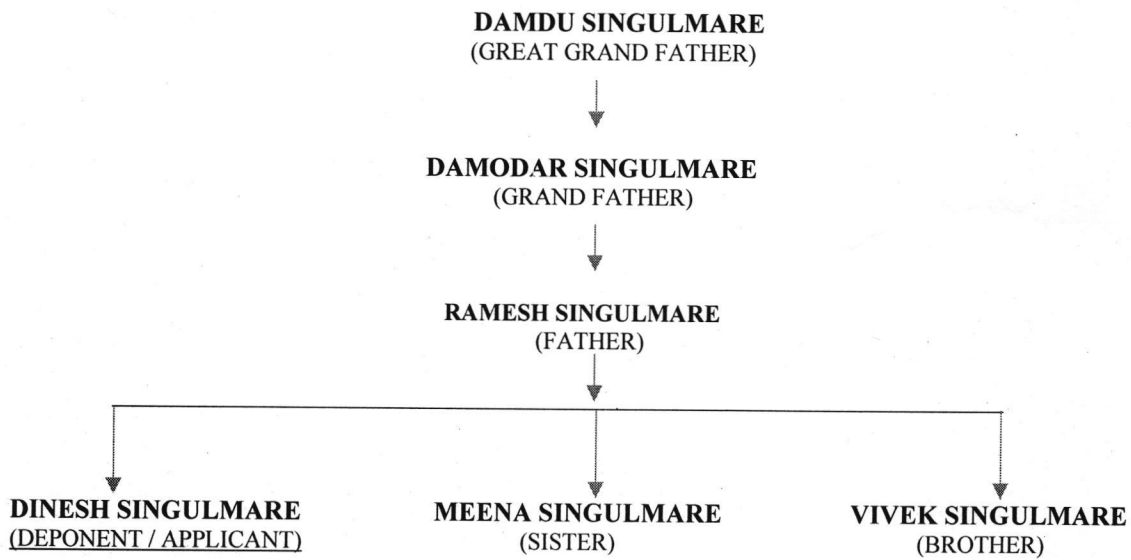 DAMDU SINGULMARE
(GREAT GRAND FATHER)
DAMODAR SINGULMARE
(GRAND FATHER)
RAMESH SINGULMARE
(FATHER)
DINESH SINGULMARE
(DEPONENT / APPLICANT)
MEENA SINGULMARE
(SISTER)
VIVEK SINGULMARE
(BROTHER)